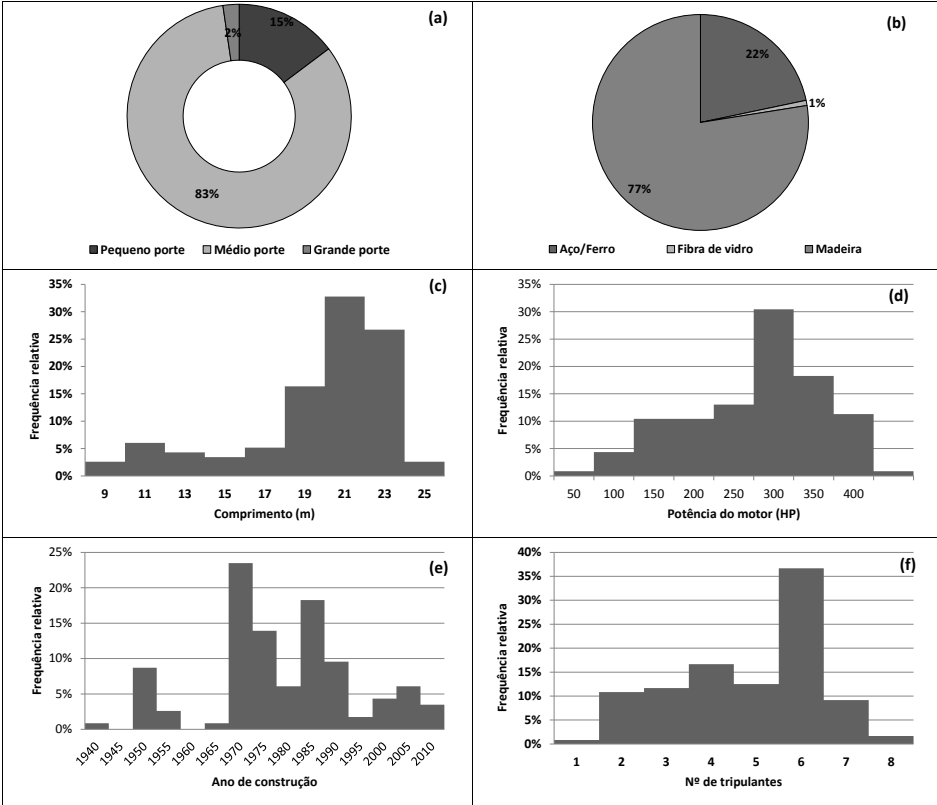 (a)
2%
15%
83%
Pequeno porte Médio porte Grande porte
(b)
22%
1%
77%
Aço/Ferro Fibra de vidro Madeira
(c)
Frequência relativa
35%
30%
25%
20%
15%
10%
5%
0%
9 11 13 15 17 19 21 23 25
Comprimento (m)
(d)
Frequência relativa
35%
30%
25%
20%
15%
10%
5%
0%
50 100 150 200 250 300 350 400
Potência do motor (HP)
(e)
Frequência relativa
25%
20%
15%
10%
5%
0%
1940 1945 1950 1955 1960 1965 1970 1975 1980 1985 1990 1995 2000 2005 2010
Ano de construção
(f)
Frequência relativa
40%
35%
30%
25%
20%
15%
10%
5%
0%
1 2 3 4 5 6 7 8
Nº de tripulantes